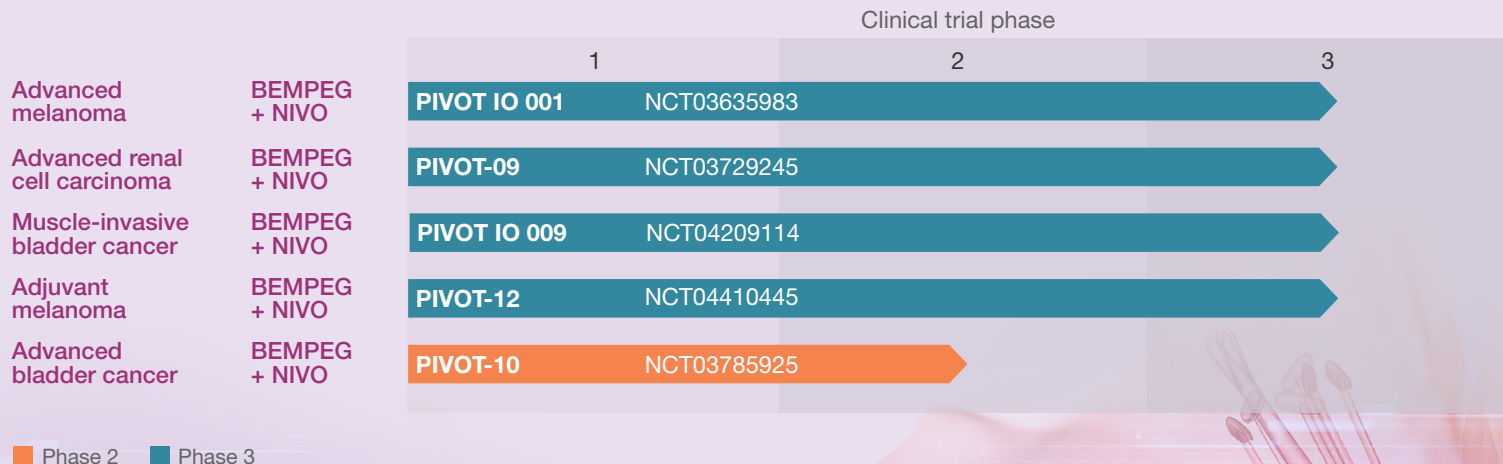 Clinical trial phase
1 2 3
Advanced melanoma BEMPEG + NIVO PIVOT IO 001 NCT03635983
Advanced renal cell carcinoma BEMPEG + NIVO PIVOT-09 NCT03729245
Muscle-invasive bladder cancer BEMPEG + NIVO PIVOT IO 009 NCT04209114
Adjuvant melanoma BEMPEG + NIVO PIVOT-12 NCT04410445
Advanced bladder cancer BEMPEG + NIVO PIVOT-10 NCT03785925
Phase 2 Phase 3